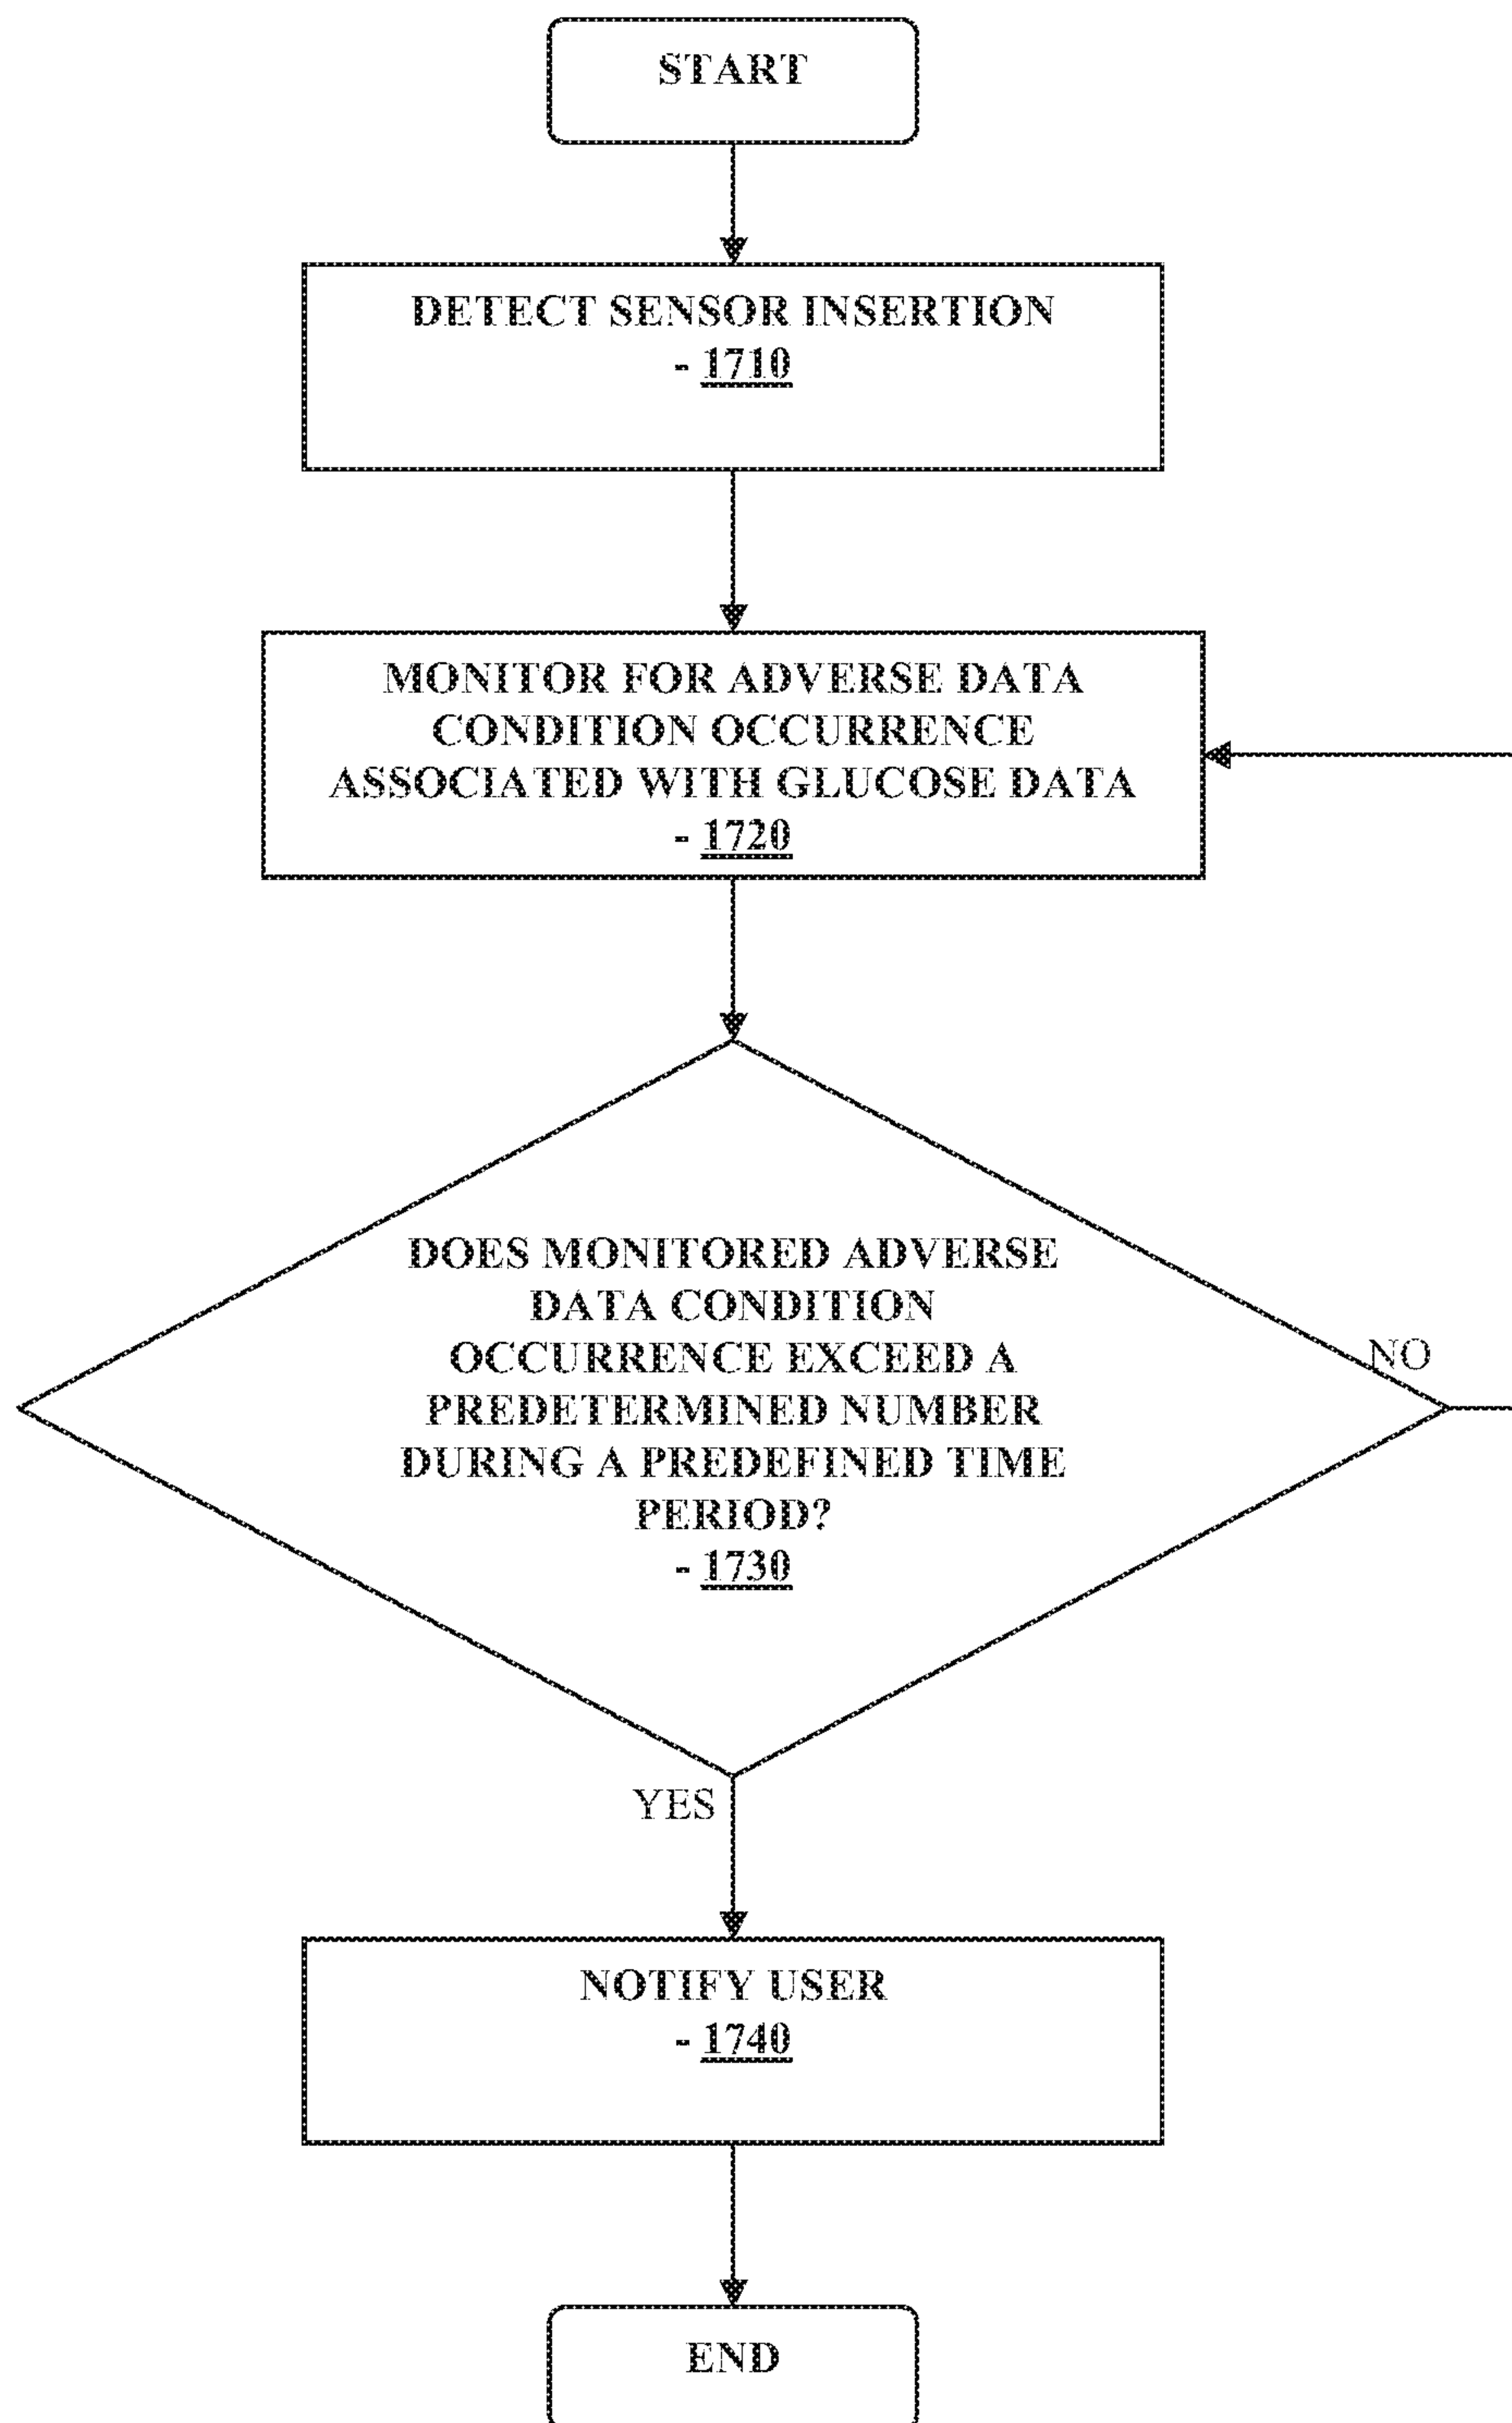 START
DETECT SENSOR INSERTION
- 1710
MONITOR FOR ADVERSE DATA
CONDITION OCCURRENCE
ASSOCIATED WITH GLUCOSE DATA
- 1720
DOES MONITORED ADVERSE
DATA CONDITION
OCCURRENCE EXCEED A
PREDETERMINED NUMBER
DURING A PREDEFINED TIME
PERIOD?
- 1730
NO
YES
NOTIFY USER
- 1740
END